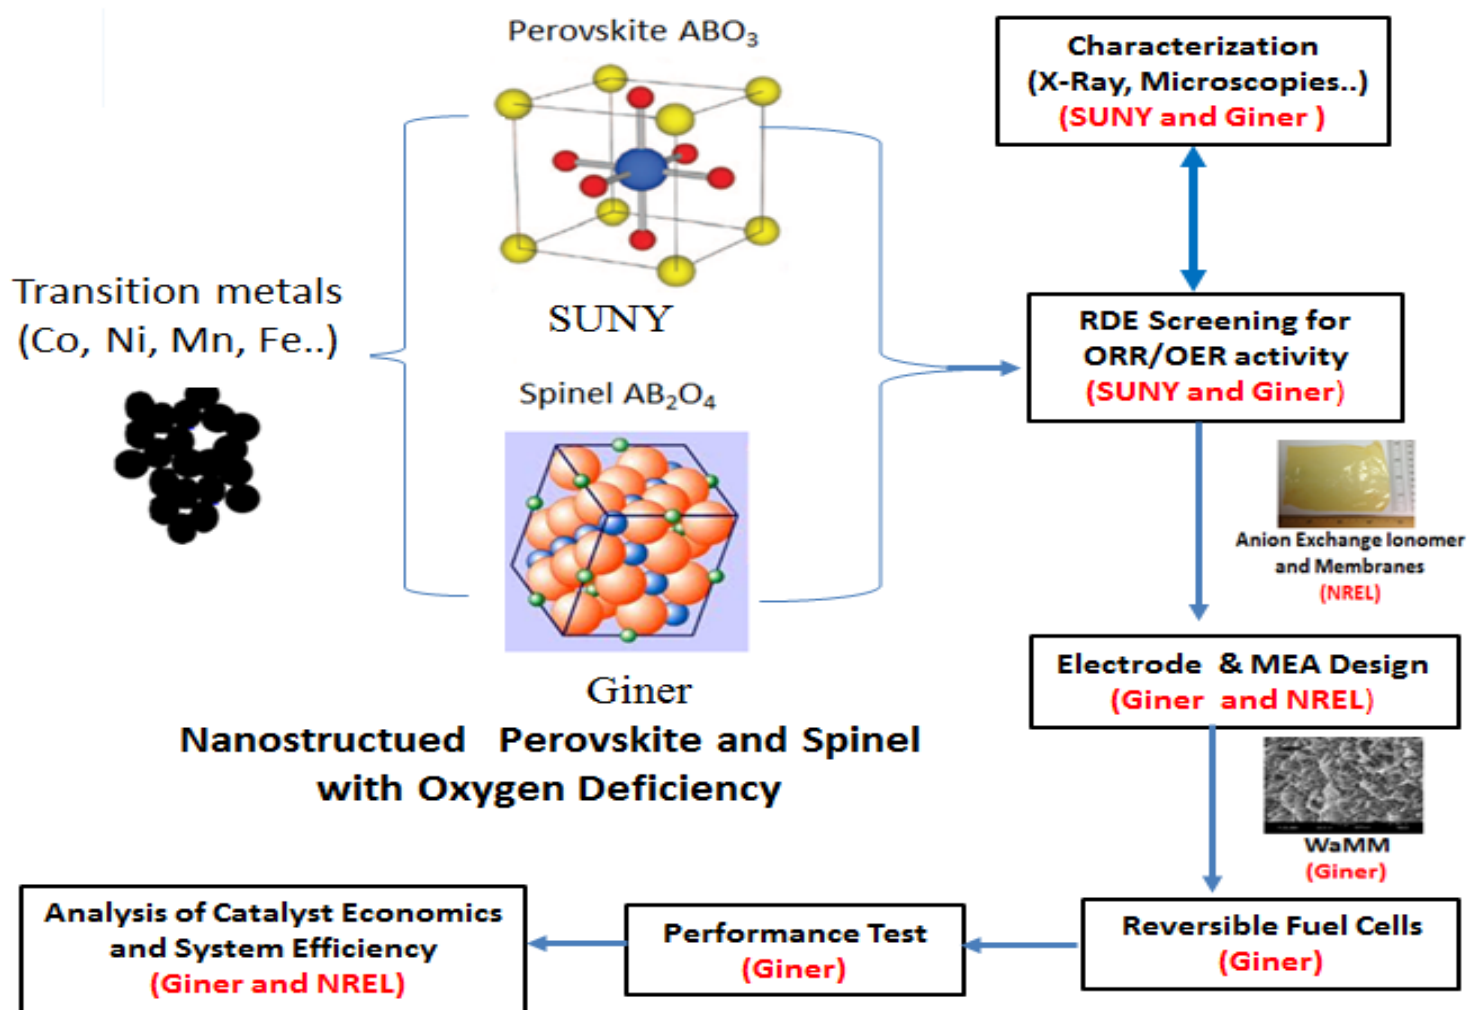 Perovskite ABO₃
SUNY
Transition metals
(Co, Ni, Mn, Fe..)
Spinel AB₂O₄
Giner
Nanostructued Perovskite and Spinel
with Oxygen Deficiency
Characterization
(X-Ray, Microscopies..)
(SUNY and Giner )
RDE Screening for
ORR/OER activity
(SUNY and Giner)
Anion Exchange Ionomer
and Membranes
(NREL)
Electrode & MEA Design
(Giner and NREL)
WaMM
(Giner)
Reversible Fuel Cells
(Giner)
Performance Test
(Giner)
Analysis of Catalyst Economics
and System Efficiency
(Giner and NREL)